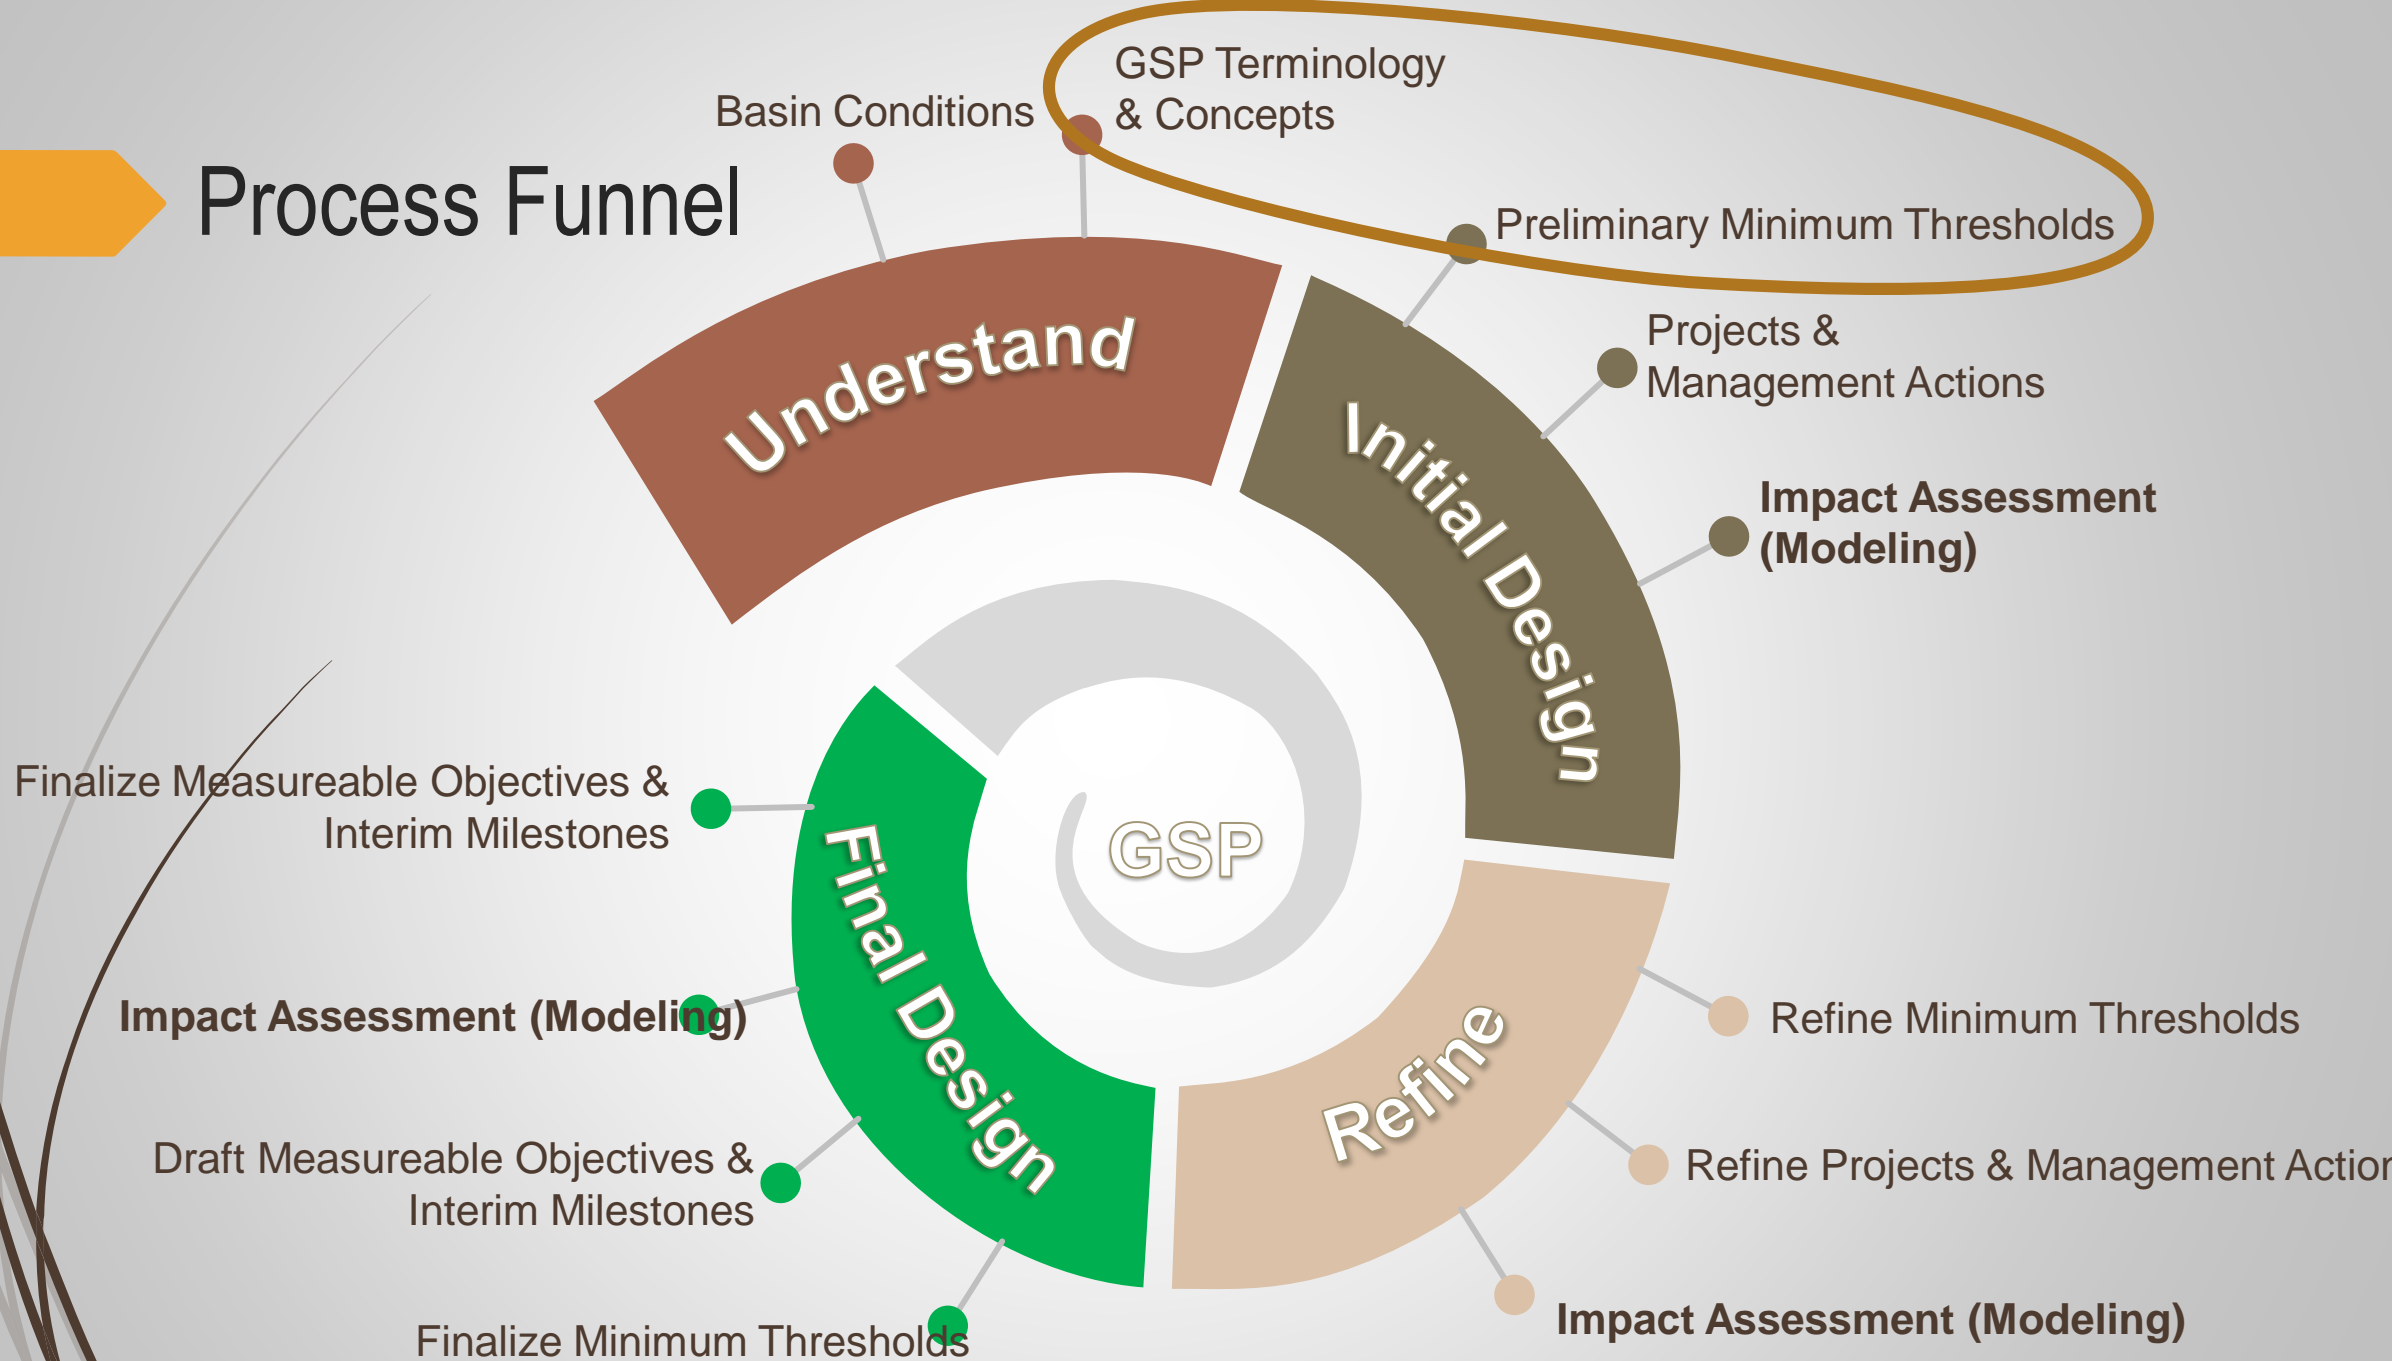 Process Funnel
Basin Conditions
GSP Terminology
& Concepts
Preliminary Minimum Thresholds
Projects &
Management Actions
Impact Assessment
(Modeling)
Understand
Initial Design
Refine
Final Design
GSP
Refine Minimum Thresholds
Refine Projects & Management Action
Impact Assessment (Modeling)
Finalize Minimum Thresholds
Draft Measureable Objectives &
Interim Milestones
Impact Assessment (Modeling)
Finalize Measureable Objectives &
Interim Milestones